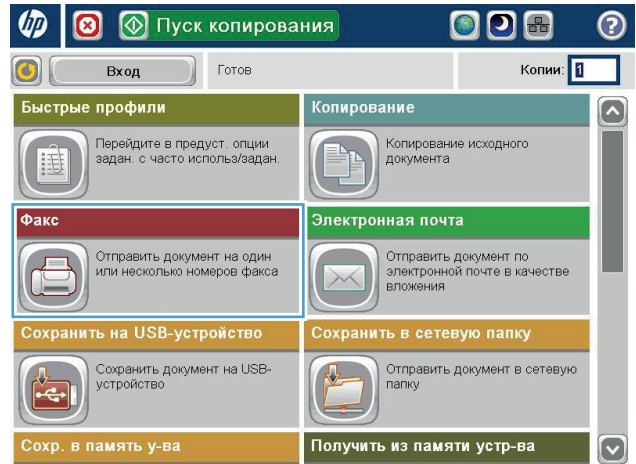 hp
Пуск копирования
?
Вход
Готов
Копии: 1
Быстрые профили
Перейдите в предуст. опции
задан. с часто использ/задан.
Копирование
Копирование исходного
документа
Факс
Отправить документ на один
или несколько номеров факса
Электронная почта
Отправить документ по
электронной почте в качестве
вложения
Сохранить на USB-устройство
Сохранить документ на USB-
устройство
Сохранить в сетевую папку
Отправить документ в сетевую
папку
Сохр. в память у-ва
Получить из памяти устр-ва